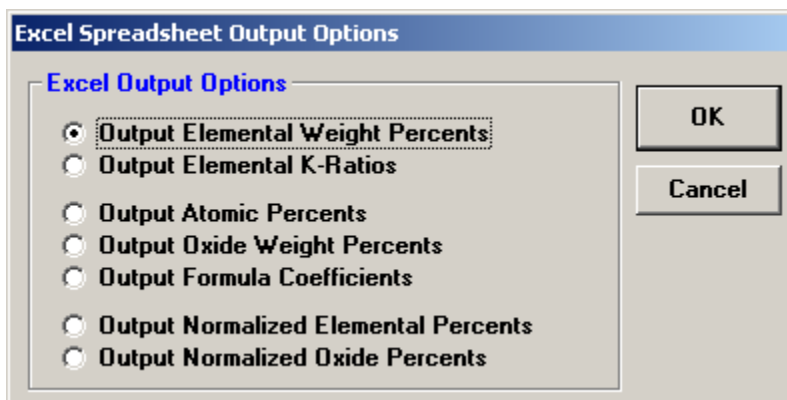 Excel Spreadsheet Output Options
Excel Output Options
Output Elemental Weight Percents
Output Elemental K-Ratios
Output Atomic Percents
Output Oxide Weight Percents
Output Formula Coefficients
Output Normalized Elemental Percents
Output Normalized Oxide Percents
OK
Cancel